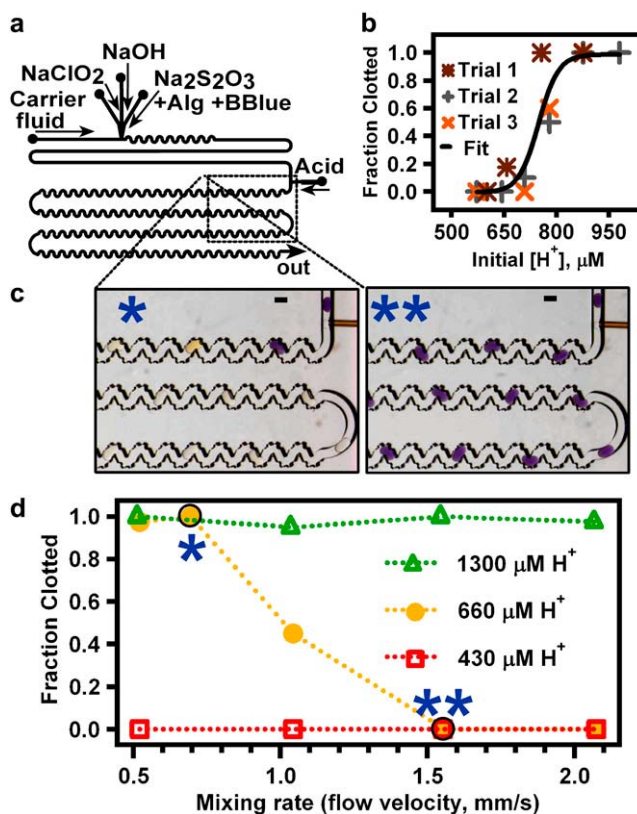 a
NaOH
NaClO2
Carrier
fluid
Na2S2O3
+Alg +BBlue
Acid
out
b
Fraction Clotted
1.0
0.8
0.6
0.4
0.2
0.0
Trial 1
Trial 2
Trial 3
Fit
500 650 800 950
Initial [H+], μM
c
*
**
d
Fraction Clotted
1.0
0.8
0.6
0.4
0.2
0.0
1300 μM H+
660 μM H+
430 μM H+
*
**
0.5 1.0 1.5 2.0
Mixing rate (flow velocity, mm/s)